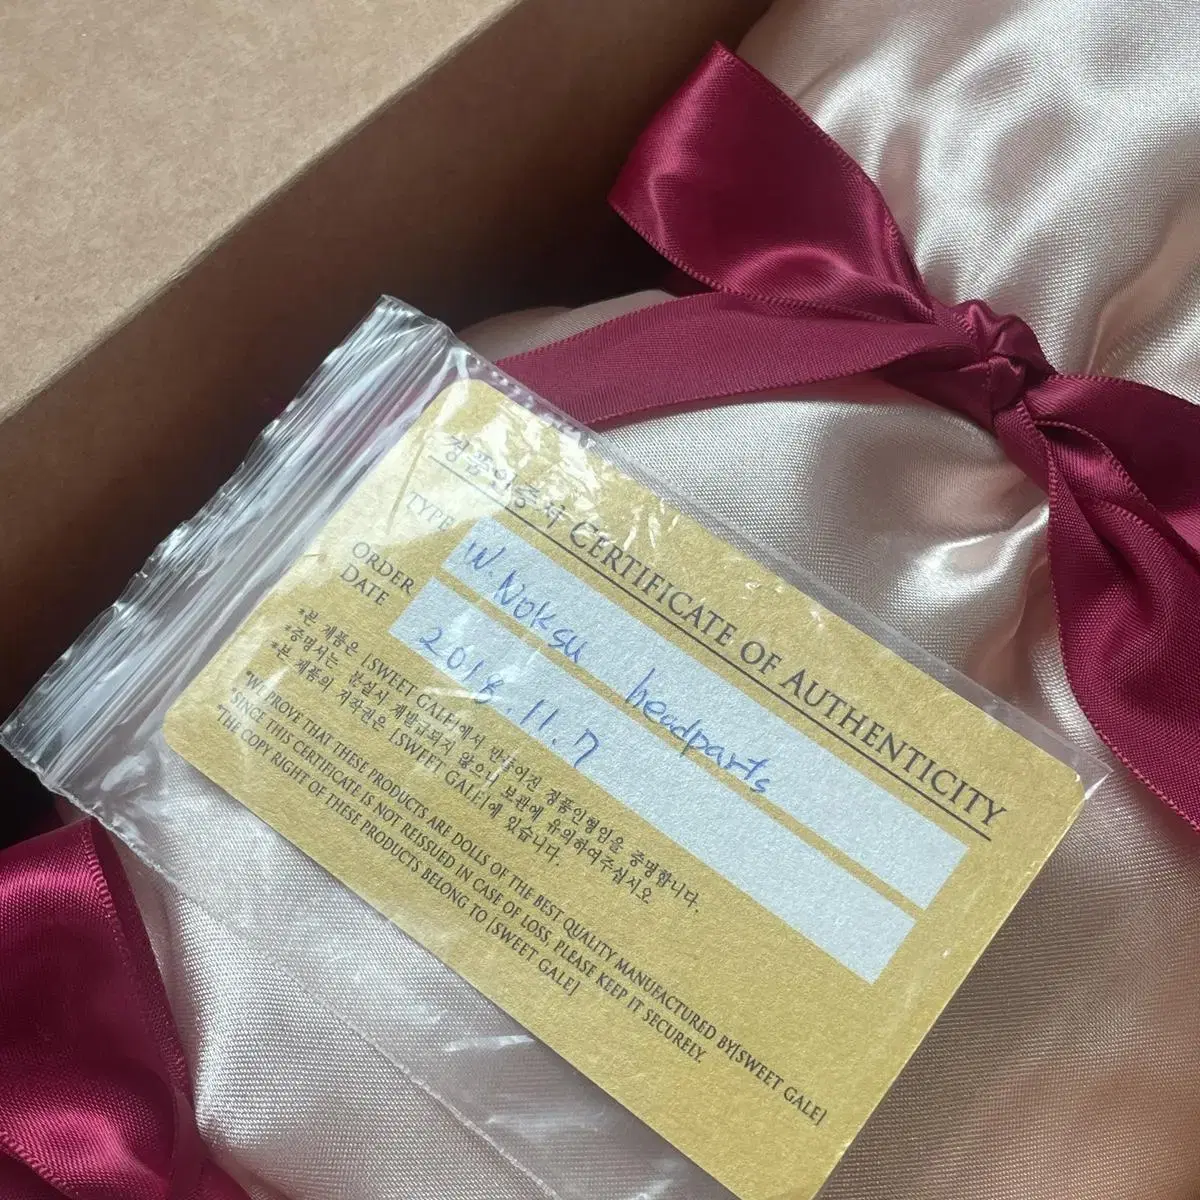 정품인증서 CERTIFICATE OF AUTHENTICITY
TYPE W. Noksu headparts
ORDER DATE 2018.11.7
*본 제품은 [SWEET GALE]에서 만들어진 정품인형임을 증명합니다.
*증명서는 분실시 재발급되지 않으니 보관에 유의하여주십시오
*본 제품의 저작권은 [SWEET GALE]에 있습니다.
*WE PROVE THAT THESE PRODUCTS ARE DOLLS OF THE BEST QUALITY MANUFACTURED BY[SWEET GALE]
*SINCE THIS CERTIFICATE IS NOT REISSUED IN CASE OF LOSS, PLEASE KEEP IT SECURELY.
*THE COPY RIGHT OF THESE PRODUCTS BELONG TO [SWEET GALE]